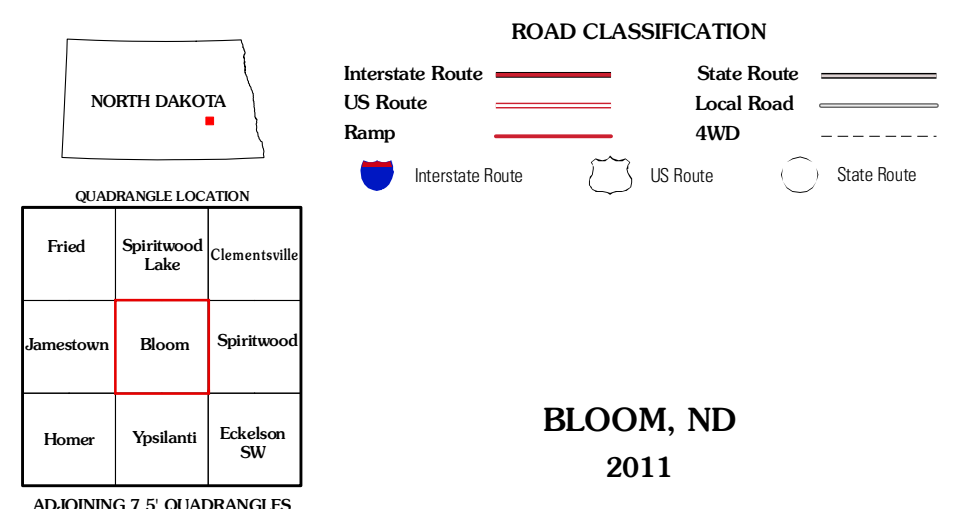 NORTH DAKOTA
QUADRANGLE LOCATION
Fried
Spiritwood
Lake
Clementsville
Jamestown
Bloom
Spiritwood
Homer
Ypsilanti
Eckelson
SW
ADJOINING 7.5' QUADRANGLES
ROAD CLASSIFICATION
Interstate Route
State Route
US Route
Local Road
Ramp
4WD
Interstate Route
US Route
State Route
BLOOM, ND
2011